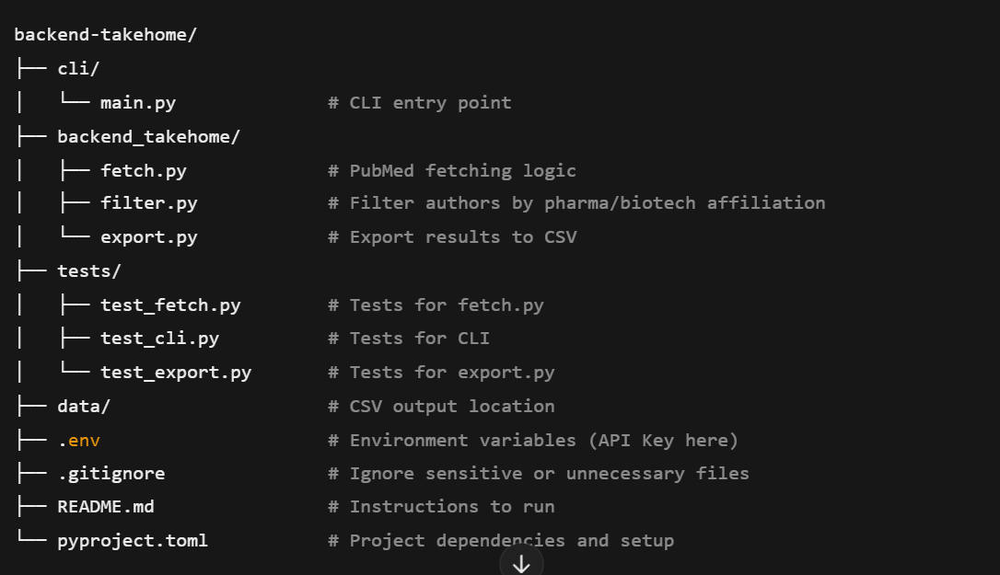 backend-takehome/
├── cli/
│   └── main.py            # CLI entry point
├── backend_takehome/
│   ├── fetch.py           # PubMed fetching logic
│   ├── filter.py          # Filter authors by pharma/biotech affiliation
│   └── export.py          # Export results to CSV
├── tests/
│   ├── test_fetch.py      # Tests for fetch.py
│   ├── test_cli.py        # Tests for CLI
│   └── test_export.py     # Tests for export.py
├── data/                  # CSV output location
├── .env                   # Environment variables (API Key here)
├── .gitignore             # Ignore sensitive or unnecessary files
├── README.md              # Instructions to run
└── pyproject.toml         # Project dependencies and setup